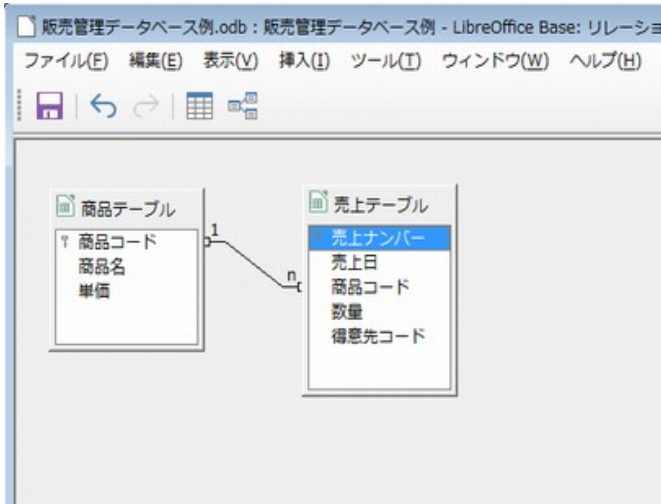 販売管理データベース例.odb : 販売管理データベース例 - LibreOffice Base: リレーショ
ファイル(F) 編集(E) 表示(V) 挿入(I) ツール(T) ウィンドウ(W) ヘルプ(H)
商品テーブル
商品コード
商品名
単価
1
n
売上テーブル
売上ナンバー
売上日
商品コード
数量
得意先コード